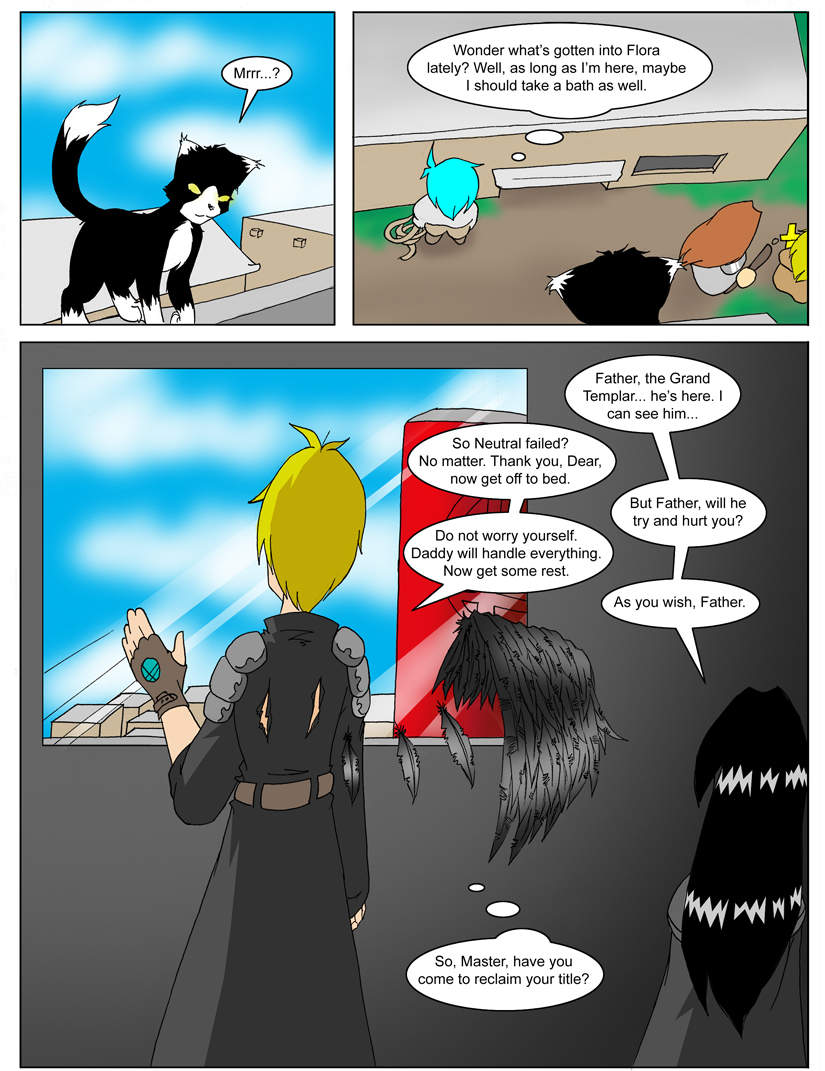 Mrrr...?
Wonder what's gotten into Flora
lately? Well, as long as I'm here, maybe
I should take a bath as well.
Father, the Grand
Templar... he's here. I
can see him...
So Neutral failed?
No matter. Thank you, Dear,
now get off to bed.
But Father, will he
try and hurt you?
Do not worry yourself.
Daddy will handle everything.
Now get some rest.
As you wish, Father.
So, Master, have you
come to reclaim your title?